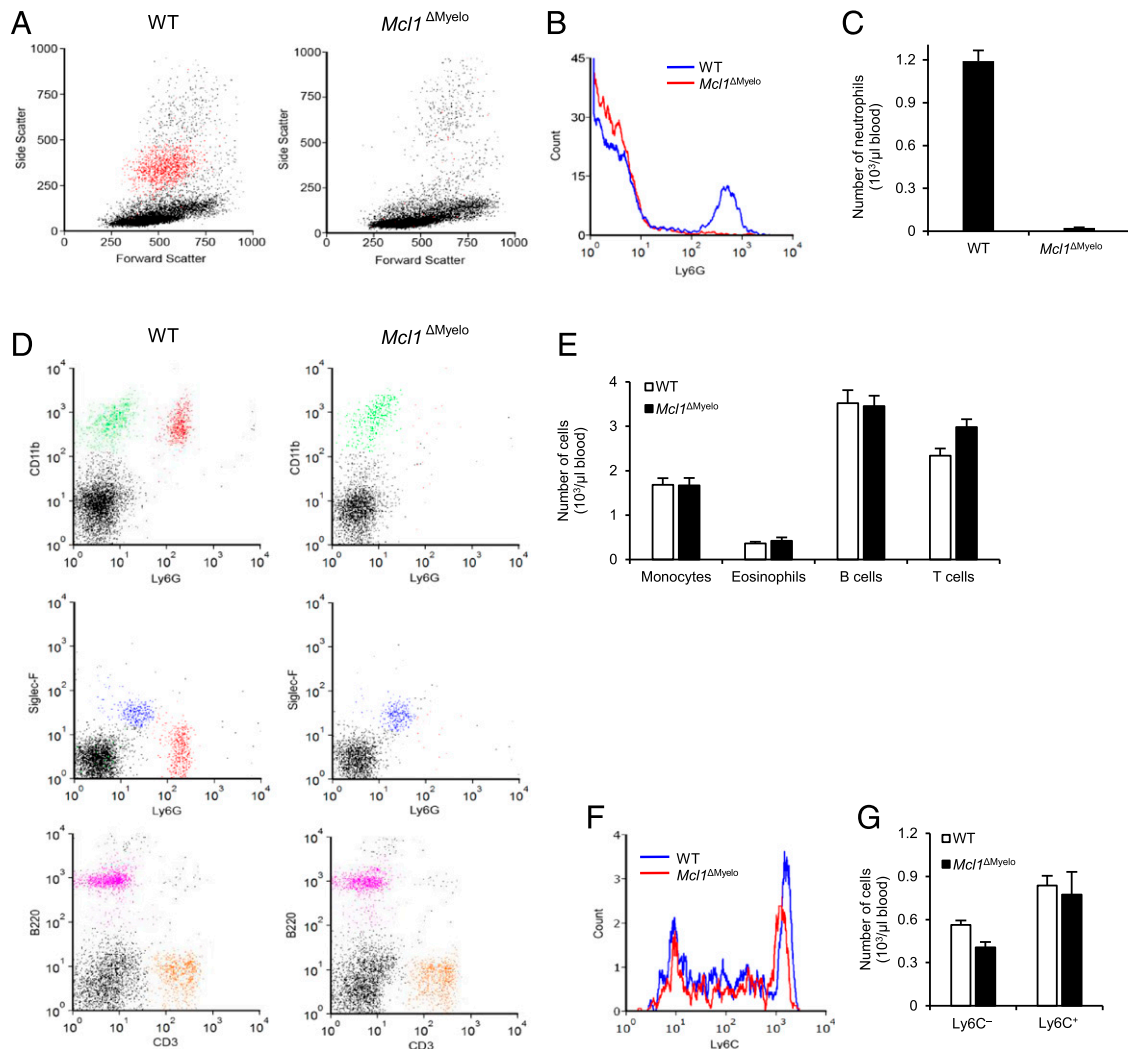 A
WT
Mcl1 ΔMyelo
Side Scatter
1000
750
500
250
0
0 250 500 750 1000
Forward Scatter
Side Scatter
1000
750
500
250
0
250 500 750 1000
Forward Scatter
B
WT
Mcl1ΔMyelo
Count
45
30
15
0
10⁰ 10¹ 10² 10³ 10⁴
Ly6G
C
Number of neutrophils
(10³/µl blood)
1.2
0.9
0.6
0.3
0
WT Mcl1ΔMyelo
D
WT
Mcl1 ΔMyelo
CD11b
10⁴
10³
10²
10¹
10⁰
10⁰ 10¹ 10² 10³ 10⁴
Ly6G
CD11b
10⁴
10³
10²
10¹
10⁰
10⁰ 10¹ 10² 10³ 10⁴
Ly6G
Siglec-F
10⁴
10³
10²
10¹
10⁰
10⁰ 10¹ 10² 10³ 10⁴
Ly6G
Siglec-F
10⁴
10³
10²
10¹
10⁰
10⁰ 10¹ 10² 10³ 10⁴
Ly6G
B220
10⁴
10³
10²
10¹
10⁰
10⁰ 10¹ 10² 10³ 10⁴
CD3
B220
10⁴
10³
10²
10¹
10⁰
10⁰ 10¹ 10² 10³ 10⁴
CD3
E
WT
Mcl1ΔMyelo
Number of cells
(10³/µl blood)
4
3
2
1
0
Monocytes Eosinophils B cells T cells
F
WT
Mcl1ΔMyelo
Count
4
3
2
1
0
10⁰ 10¹ 10² 10³ 10⁴
Ly6C
G
WT
Mcl1ΔMyelo
Number of cells
(10³/µl blood)
1.2
0.9
0.6
0.3
0
Ly6C⁻ Ly6C⁺